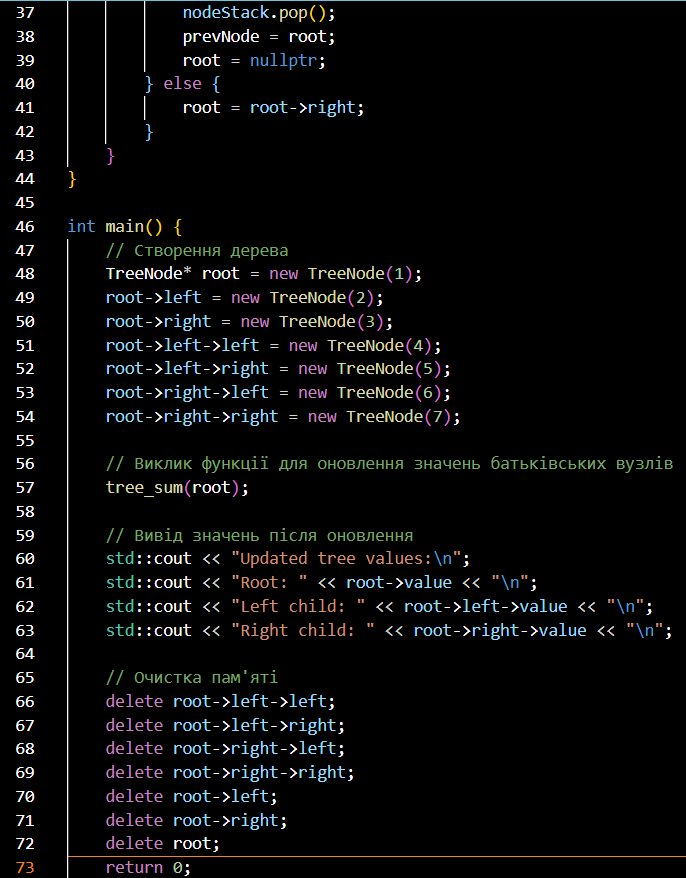 37 nodeStack.pop();
38 prevNode = root;
39 root = nullptr;
40 } else {
41 root = root->right;
42 }
43 }
44 }
45
46 int main() {
47 // Створення дерева
48 TreeNode* root = new TreeNode(1);
49 root->left = new TreeNode(2);
50 root->right = new TreeNode(3);
51 root->left->left = new TreeNode(4);
52 root->left->right = new TreeNode(5);
53 root->right->left = new TreeNode(6);
54 root->right->right = new TreeNode(7);
55
56 // Виклик функції для оновлення значень батьківських вузлів
57 tree_sum(root);
58
59 // Вивід значень після оновлення
60 std::cout << "Updated tree values:\n";
61 std::cout << "Root: " << root->value << "\n";
62 std::cout << "Left child: " << root->left->value << "\n";
63 std::cout << "Right child: " << root->right->value << "\n";
64
65 // Очистка пам'яті
66 delete root->left->left;
67 delete root->left->right;
68 delete root->right->left;
69 delete root->right->right;
70 delete root->left;
71 delete root->right;
72 delete root;
73 return 0;